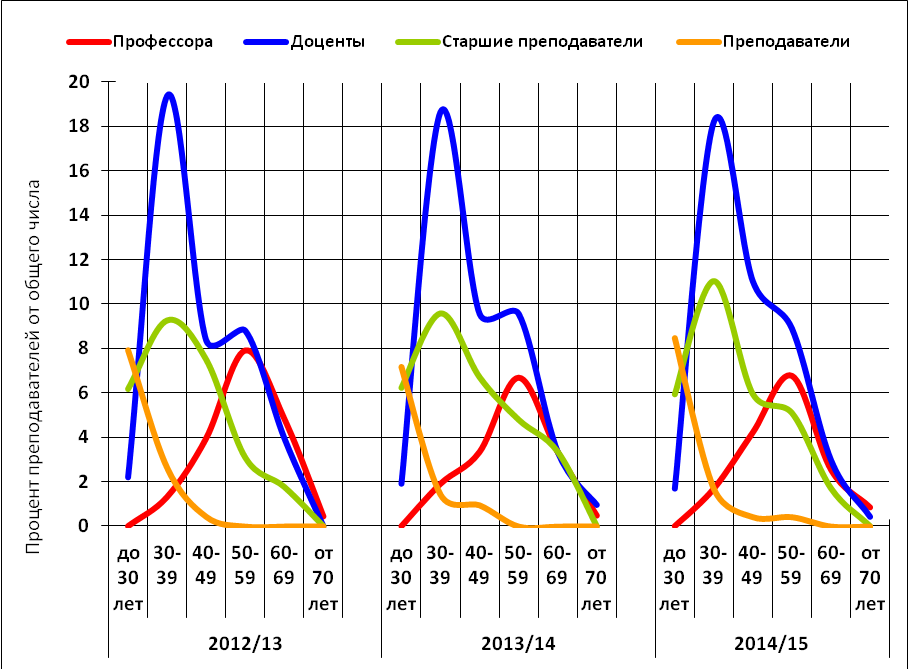 Профессора Доценты Старшие преподаватели Преподаватели
Процент преподавателей от общего числа
20
18
16
14
12
10
8
6
4
2
0
до 30 лет 30-39 40-49 50-59 60-69 от 70 лет до 30 лет 30-39 40-49 50-59 60-69 от 70 лет до 30 лет 30-39 40-49 50-59 60-69 от 70 лет
2012/13 2013/14 2014/15